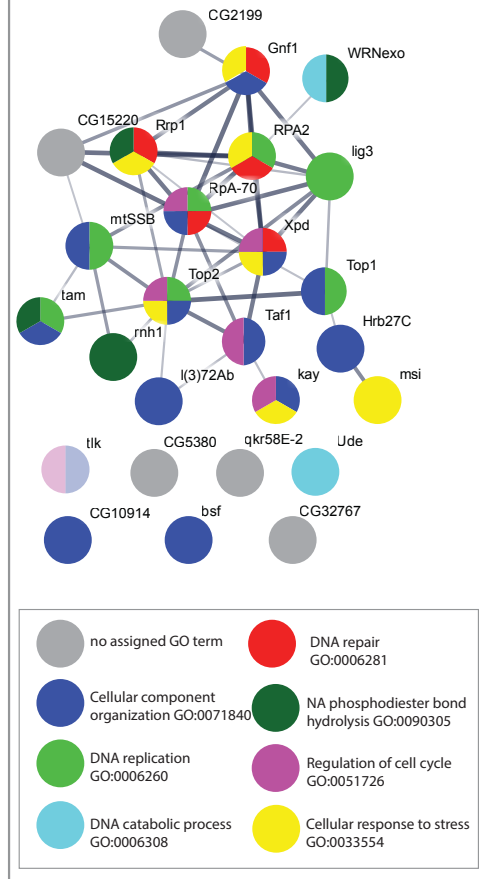 CG2199
Gnf1
WRNexo
CG15220
Rrp1
RPA2
lig3
RpA-70
mtSSB
Xpd
Top2
Top1
tam
Taf1
Hrb27C
rnh1
l(3)72Ab
kay
msi
tlk
CG5380
qkr58E-2
Ude
CG10914
bsf
CG32767
no assigned GO term
DNA repair
GO:0006281
Cellular component
organization GO:0071840
NA phosphodiester bond
hydrolysis GO:0090305
DNA replication
GO:0006260
Regulation of cell cycle
GO:0051726
DNA catabolic process
GO:0006308
Cellular response to stress
GO:0033554